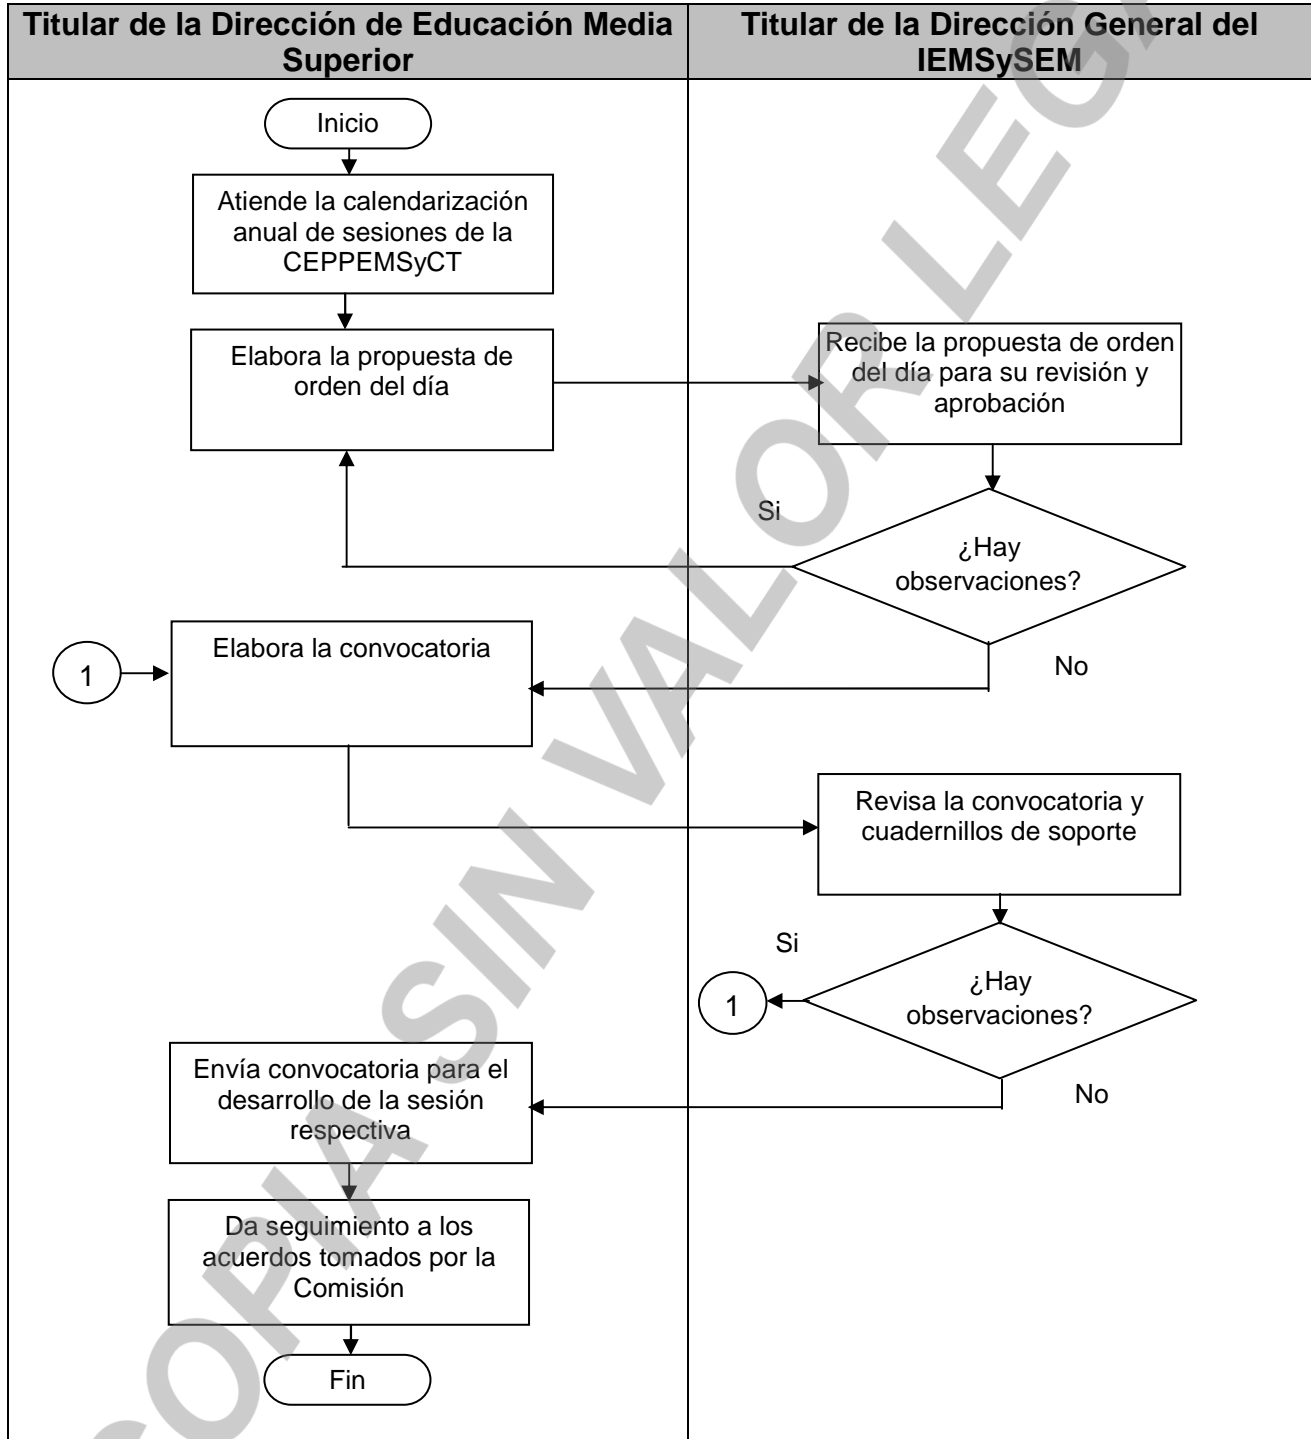 Titular de la Dirección de Educación Media
Superior
Titular de la Dirección General del
IEMSySEM
Inicio
Atiende la calendarización
anual de sesiones de la
CEPPEMSyCT
Elabora la propuesta de
orden del día
Recibe la propuesta de orden
del día para su revisión y
aprobación
Si
¿Hay
observaciones?
No
1
Elabora la convocatoria
Revisa la convocatoria y
cuadernillos de soporte
Si
1
¿Hay
observaciones?
No
Envía convocatoria para el
desarrollo de la sesión
respectiva
Da seguimiento a los
acuerdos tomados por la
Comisión
Fin
COPIA SIN VALOR LEGA